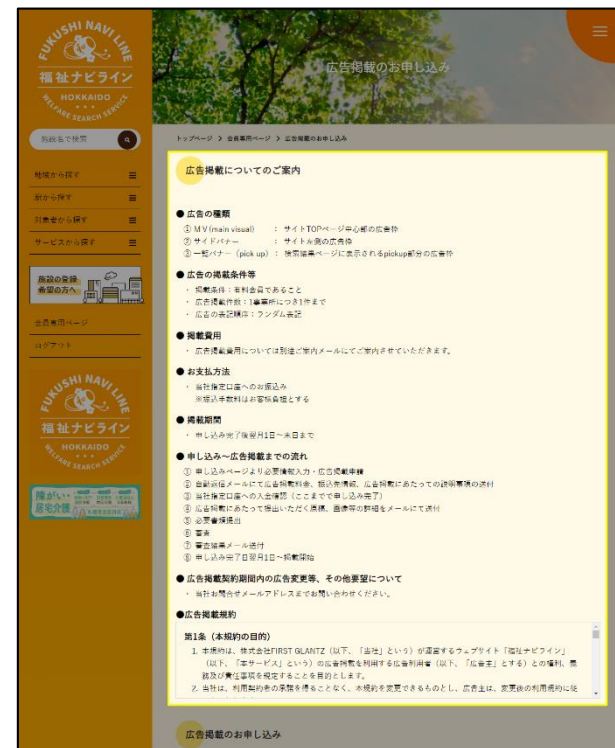 FUKUSHI NAVI LINE
福祉ナビライン
HOKKAIDO
WELFARE SEARCH SERVICE
施設名で検索
地域から探す
駅から探す
対象者から探す
サービスから探す
施設の登録
希望の方へ
会員専用ページ
ログアウト
FUKUSHI NAVI LINE
福祉ナビライン
HOKKAIDO
WELFARE SEARCH SERVICE
障がい・
居宅介護
広告掲載のお申し込み
トップページ > 会員専用ページ > 広告掲載のお申し込み
広告掲載についてのご案内
● 広告の種類
① MV(main visual) : サイトTOPページ中心部の広告枠
② サイドバナー : サイト左側の広告枠
③ 一覧バナー (pick up) : 検索結果ページに表示されるpickup部分の広告枠
● 広告の掲載条件等
・ 掲載条件:有料会員であること
・ 広告掲載件数:1事業所につき1件まで
・ 広告の表記順序:ランダム表記
● 掲載費用
・ 広告掲載費用については別途ご案内メールにてご案内させていただきます。
● お支払方法
・ 当社指定口座へのお振込み
※振込手数料はお客様負担とする
● 掲載期間
・ 申し込み完了後翌月1日~末日まで
● 申し込み~広告掲載までの流れ
① 申し込みページより必要情報入力・広告掲載申請
② 自動返信メールにて広告掲載料金、振込先情報、広告掲載にあたっての説明事項の送付
③ 当社指定口座への入金確認(ここまでで申し込み完了)
④ 広告掲載にあたって提出いただく原稿、画像等の詳細をメールにて送付
⑤ 必要書類提出
⑥ 審査
⑦ 審査結果メール送付
⑧ 申し込み完了日翌月1日~掲載開始
● 広告掲載契約期間内の広告変更等、その他要望について
・ 当社お問合せメールアドレスまでお問い合わせください。
●広告掲載規約
第1条(本規約の目的)
1. 本規約は、株式会社FIRST GLANTZ(以下、「当社」という)が運営するウェブサイト「福祉ナビライン」
(以下、「本サービス」という)の広告掲載を利用する広告利用者(以下、「広告主」とする)との権利、義
務及び責任事項を規定することを目的とします。
2. 当社は、利用契約者の承諾を得ることなく、本規約を変更できるものとし、広告主は、変更後の利用規約に従
広告掲載のお申し込み